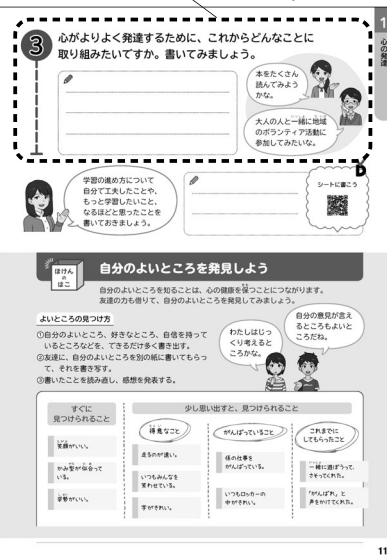 1
心の発達
3
心がよりよく発達するために、これからどんなことに
取り組みたいですか。書いてみましょう。
本をたくさん
読んでみよう
かな。
大人の人と一緒に地域
のボランティア活動に
参加してみたいな。
D
学習の進め方について
自分で工夫したことや、
もっと学習したいこと、
なるほどと思ったことを
書いておきましょう。
シートに書こう
ほけん
の
はこ
自分のよいところを発見しよう
自分のよいところを知ることは、心の健康を保つことにつながります。
友達の力も借りて、自分のよいところを発見してみましょう。
よいところの見つけ方
①自分のよいところ、好きなところ、自信を持って
いるところなどを、できるだけ多く書き出す。
②友達に、自分のよいところを別の紙に書いてもらっ
て、それを書き写す。
③書いたことを読み直し、感想を発表する。
わたしはじっ
くり考えると
ころかな。
自分の意見が言え
るところもよいと
ころだね。
すぐに
見つけられること
少し思い出すと、見つけられること
得意なこと
がんばっていること
これまでに
してもらったこと
笑顔がいい。
かみ型が似合って
いる。
姿勢がいい。
走るのが速い。
いつもみんなを
笑わせている。
字がきれい。
係の仕事を
がんばっている。
いつもロッカーの
中がきれい。
一緒に遊ぼうって、
さそってくれた。
「がんばれ」と
声をかけてくれた。
11